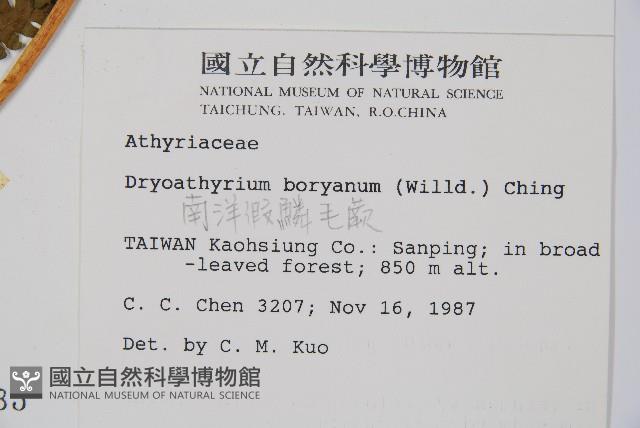 國立自然科學博物館
NATIONAL MUSEUM OF NATURAL SCIENCE
TAICHUNG, TAIWAN, R.O.CHINA
Athyriaceae
Dryoathyrium boryanum (Willd.) Ching
南洋假鱗毛蕨
TAIWAN Kaohsiung Co.: Sanping; in broad
-leaved forest; 850 m alt.
C. C. Chen 3207; Nov 16, 1987
Det. by C. M. Kuo
國立自然科學博物館
NATIONAL MUSEUM OF NATURAL SCIENCE